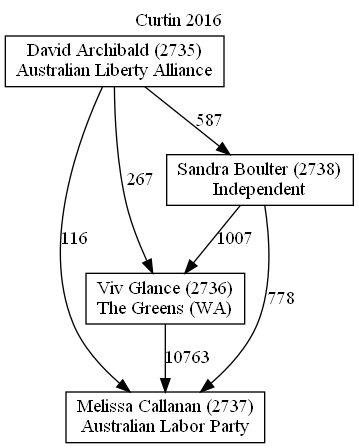 Curtin 2016
David Archibald (2735)
Australian Liberty Alliance
587
Sandra Boulter (2738)
Independent
267
116
1007
Viv Glance (2736)
The Greens (WA)
778
10763
Melissa Callanan (2737)
Australian Labor Party